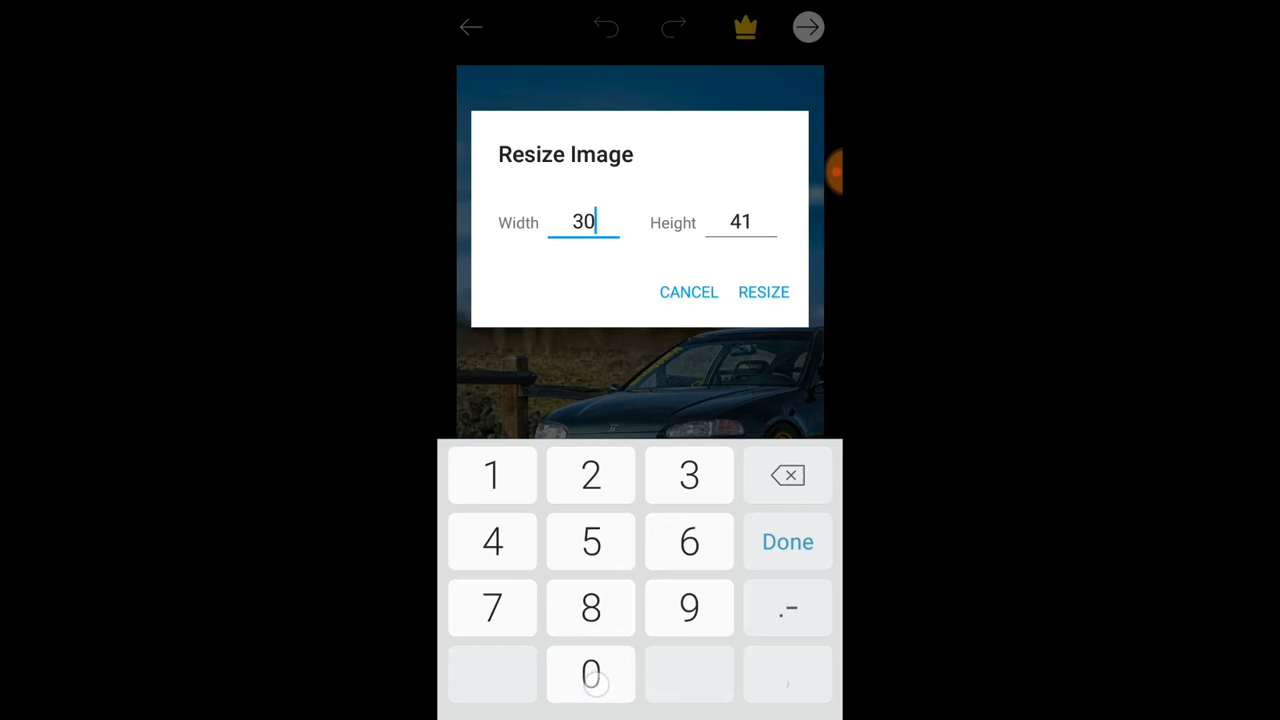 Resize Image
Width 30 Height 41
CANCEL RESIZE
1 2 3
4 5 6 Done
7 8 9 .-
0 ,